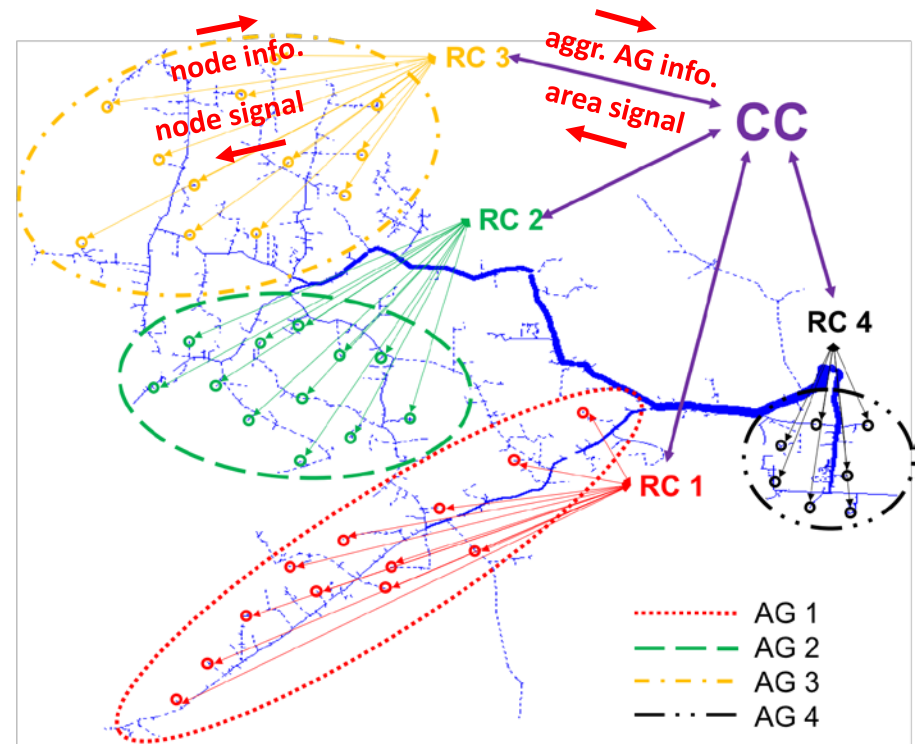 node info.
node signal
RC 3
aggr. AG info.
area signal
CC
RC 2
RC 4
RC 1
AG 1
AG 2
AG 3
AG 4